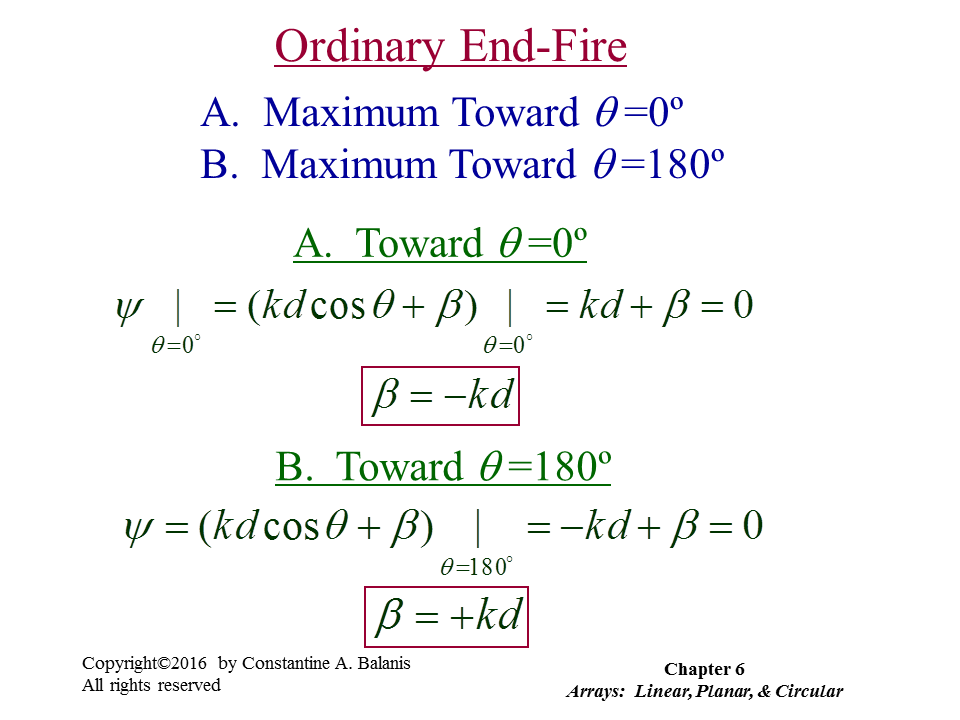 Ordinary End-Fire
A. Maximum Toward θ =0º
B. Maximum Toward θ =180º
A. Toward θ =0º
ψ | = (kd cos θ + β) | = kd + β = 0
θ =0° θ =0°
β = −kd
B. Toward θ =180º
ψ = (kd cos θ + β) | = −kd + β = 0
θ =180°
β = +kd
Copyright©2016 by Constantine A. Balanis
All rights reserved
Chapter 6
Arrays: Linear, Planar, & Circular